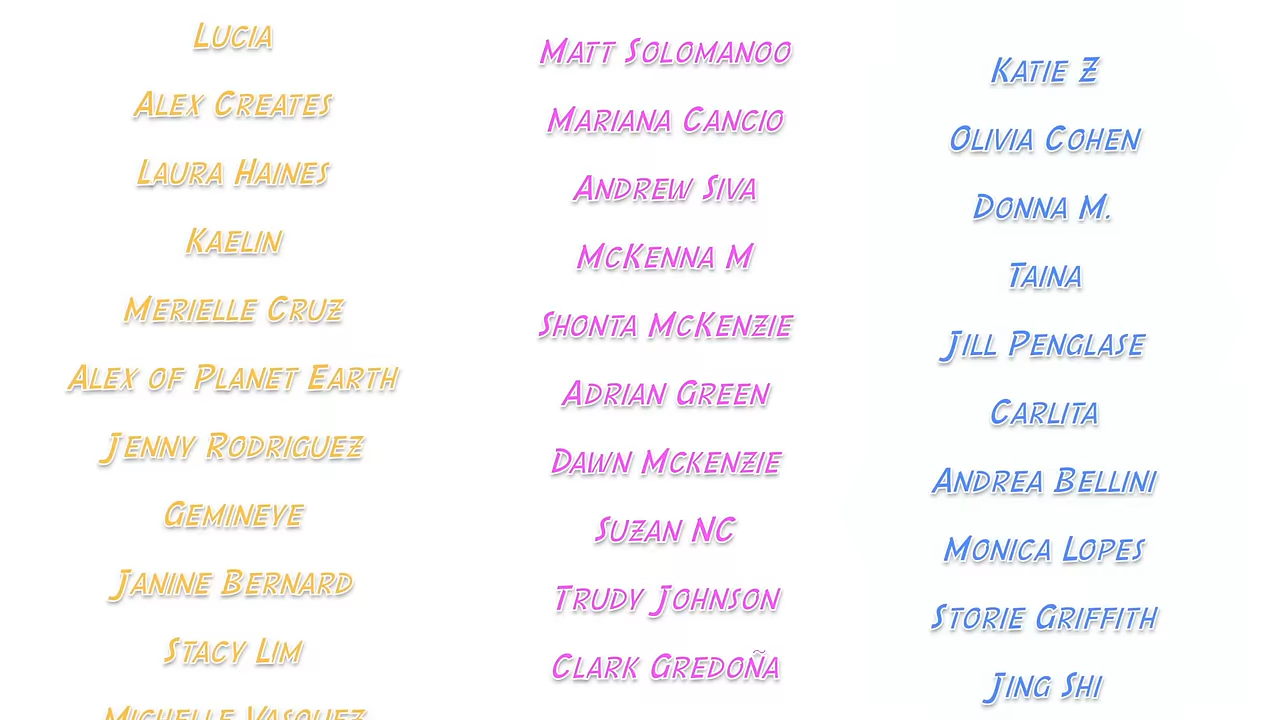 Lucia
Alex Creates
Laura Haines
Kaelin
Merielle Cruz
Alex of Planet Earth
Jenny Rodriguez
Gemineye
Janine Bernard
Stacy Lim
Michelle Vasquez
Matt Solomanoo
Mariana Cancio
Andrew Siva
McKenna M
Shonta McKenzie
Adrian Green
Dawn Mckenzie
Suzan NC
Trudy Johnson
Clark Gredoña
Katie Z
Olivia Cohen
Donna M.
Taina
Jill Penglase
Carlita
Andrea Bellini
Monica Lopes
Storie Griffith
Jing Shi